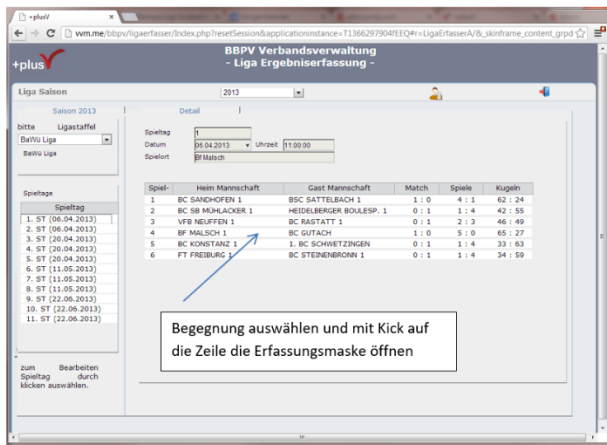 +plusV
vvm.me/bbpv/ligaerfasser/Index.php?resetSession&applicationinstance=T1366297904fEEQ#r=LigaErfasserA/&_skinframe_content_grpd
+plus V
BBPV Verbandsverwaltung
- Liga Ergebniserfassung -
Liga Saison
2013
Saison 2013
Detail
bitte Ligastaffel
BaWü Liga
BaWü Liga
Spieltag 1
Datum 06.04.2013 Uhrzeit 11:00:00
Spielort Bf Malsch
Spieltage
Spieltag
1. ST (06.04.2013)
2. ST (06.04.2013)
3. ST (20.04.2013)
4. ST (20.04.2013)
5. ST (20.04.2013)
6. ST (11.05.2013)
7. ST (11.05.2013)
8. ST (11.05.2013)
9. ST (22.06.2013)
10. ST (22.06.2013)
11. ST (22.06.2013)
Spiel- Heim Mannschaft Gast Mannschaft Match Spiele Kugeln
1 BC SANDHOFEN 1 BSC SATTELBACH 1 1 : 0 4 : 1 62 : 24
2 BC SB MÜHLACKER 1 HEIDELBERGER BOULESP. 1 0 : 1 1 : 4 42 : 55
3 VFB NEUFFEN 1 BC RASTATT 1 0 : 1 2 : 3 46 : 49
4 BF MALSCH 1 BC GUTACH 1 : 0 5 : 0 65 : 27
5 BC KONSTANZ 1 1. BC SCHWETZINGEN 0 : 1 1 : 4 33 : 63
6 FT FREIBURG 1 BC STEINENBRONN 1 0 : 1 1 : 4 34 : 59
Begegnung auswählen und mit Kick auf
die Zeile die Erfassungsmaske öffnen
zum Bearbeiten
Spieltag durch
klicken auswählen.